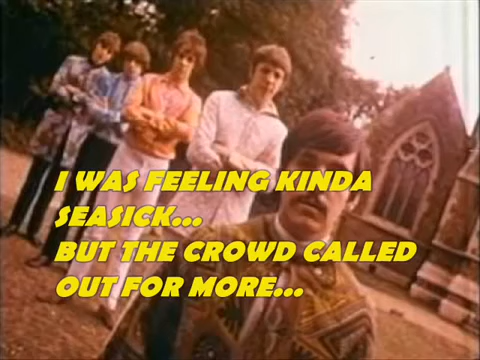 I WAS FEELING KINDA
SEASICK...
BUT THE CROWD CALLED
OUT FOR MORE...